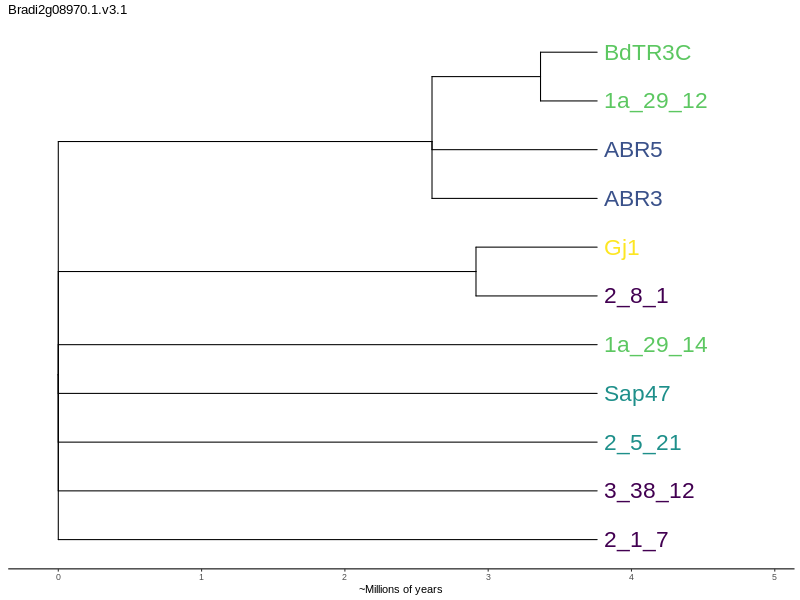 Bradi2g08970.1.v3.1
BdTR3C
1a_29_12
ABR5
ABR3
Gj1
2_8_1
1a_29_14
Sap47
2_5_21
3_38_12
2_1_7
0 1 2 3 4 5
~Millions of years